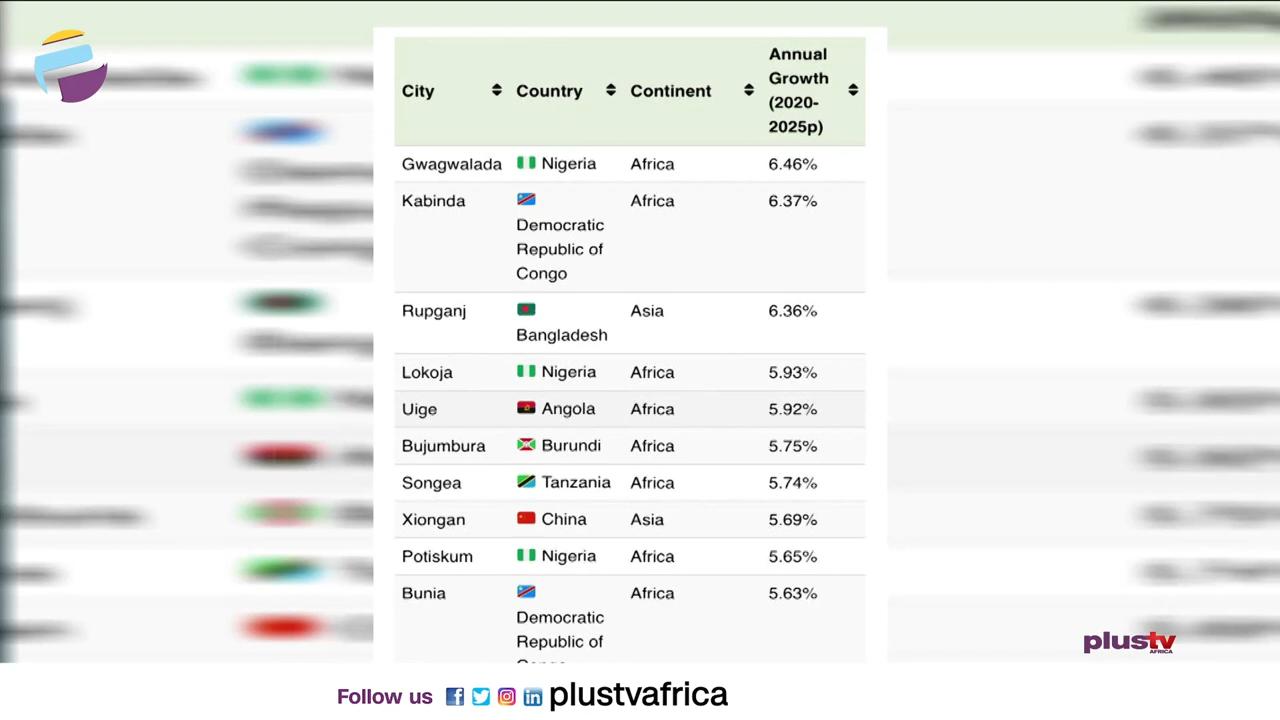 City Country Continent Annual Growth (2020-2025p)
Gwagwalada Nigeria Africa 6.46%
Kabinda Democratic Republic of Congo Africa 6.37%
Rupganj Bangladesh Asia 6.36%
Lokoja Nigeria Africa 5.93%
Uige Angola Africa 5.92%
Bujumbura Burundi Africa 5.75%
Songea Tanzania Africa 5.74%
Xiongan China Asia 5.69%
Potiskum Nigeria Africa 5.65%
Bunia Democratic Republic of Africa 5.63%
plustv
AFRICA
Follow us plustvafrica